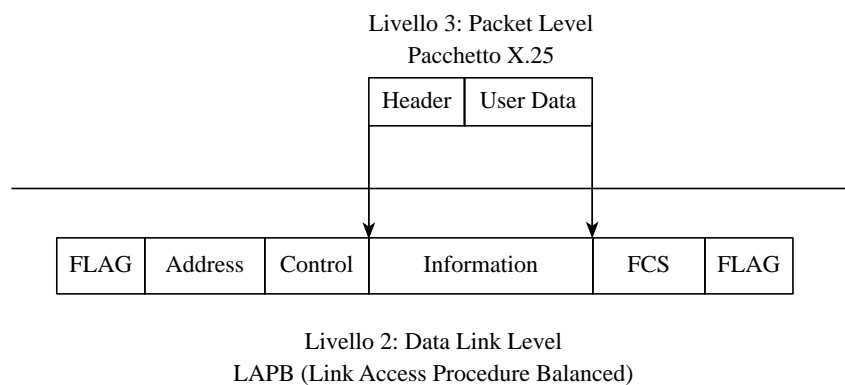 Livello 3: Packet Level
Pacchetto X.25
Header User Data
FLAG Address Control Information FCS FLAG
Livello 2: Data Link Level
LAPB (Link Access Procedure Balanced)